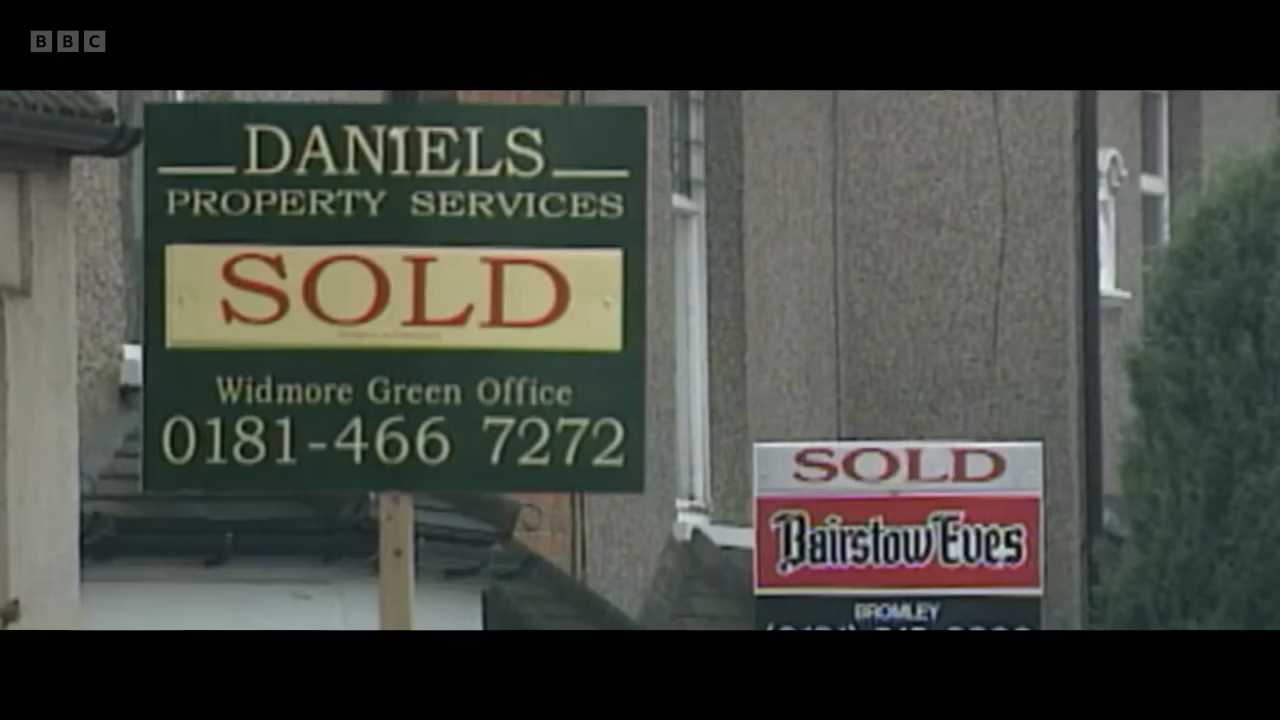 BBC
DANIELS
PROPERTY SERVICES
SOLD
Widmore Green Office
0181-466 7272
SOLD
Bairstow Eves
BROMLEY